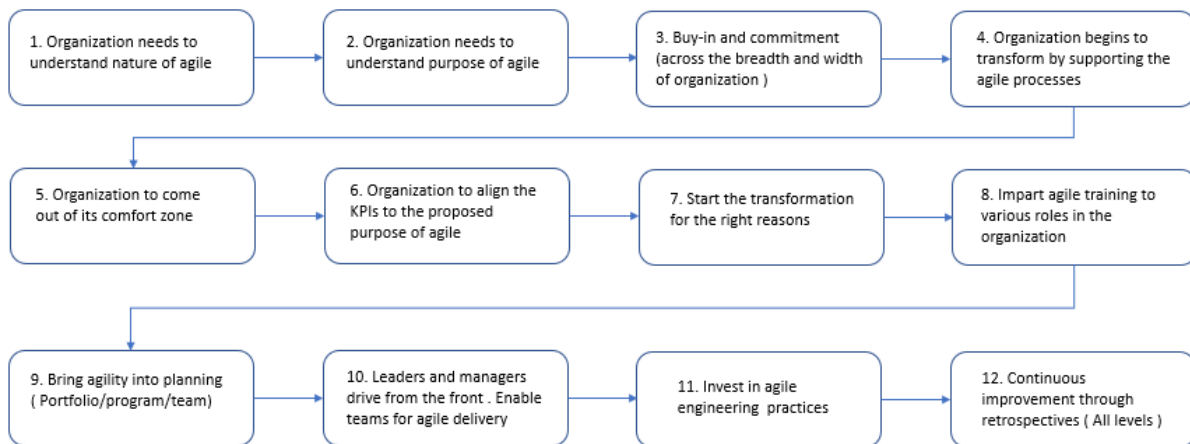 1. Organization needs to
understand nature of agile
2. Organization needs to
understand purpose of agile
3. Buy-in and commitment
(across the breadth and width
of organization )
4. Organization begins to
transform by supporting the
agile processes
5. Organization to come
out of its comfort zone
6. Organization to align the
KPIs to the proposed
purpose of agile
7. Start the transformation
for the right reasons
8. Impart agile training to
various roles in the
organization
9. Bring agility into planning
( Portfolio/program/team)
10. Leaders and managers
drive from the front . Enable
teams for agile delivery
11. Invest in agile
engineering practices
12. Continuous
improvement through
retrospectives ( All levels )